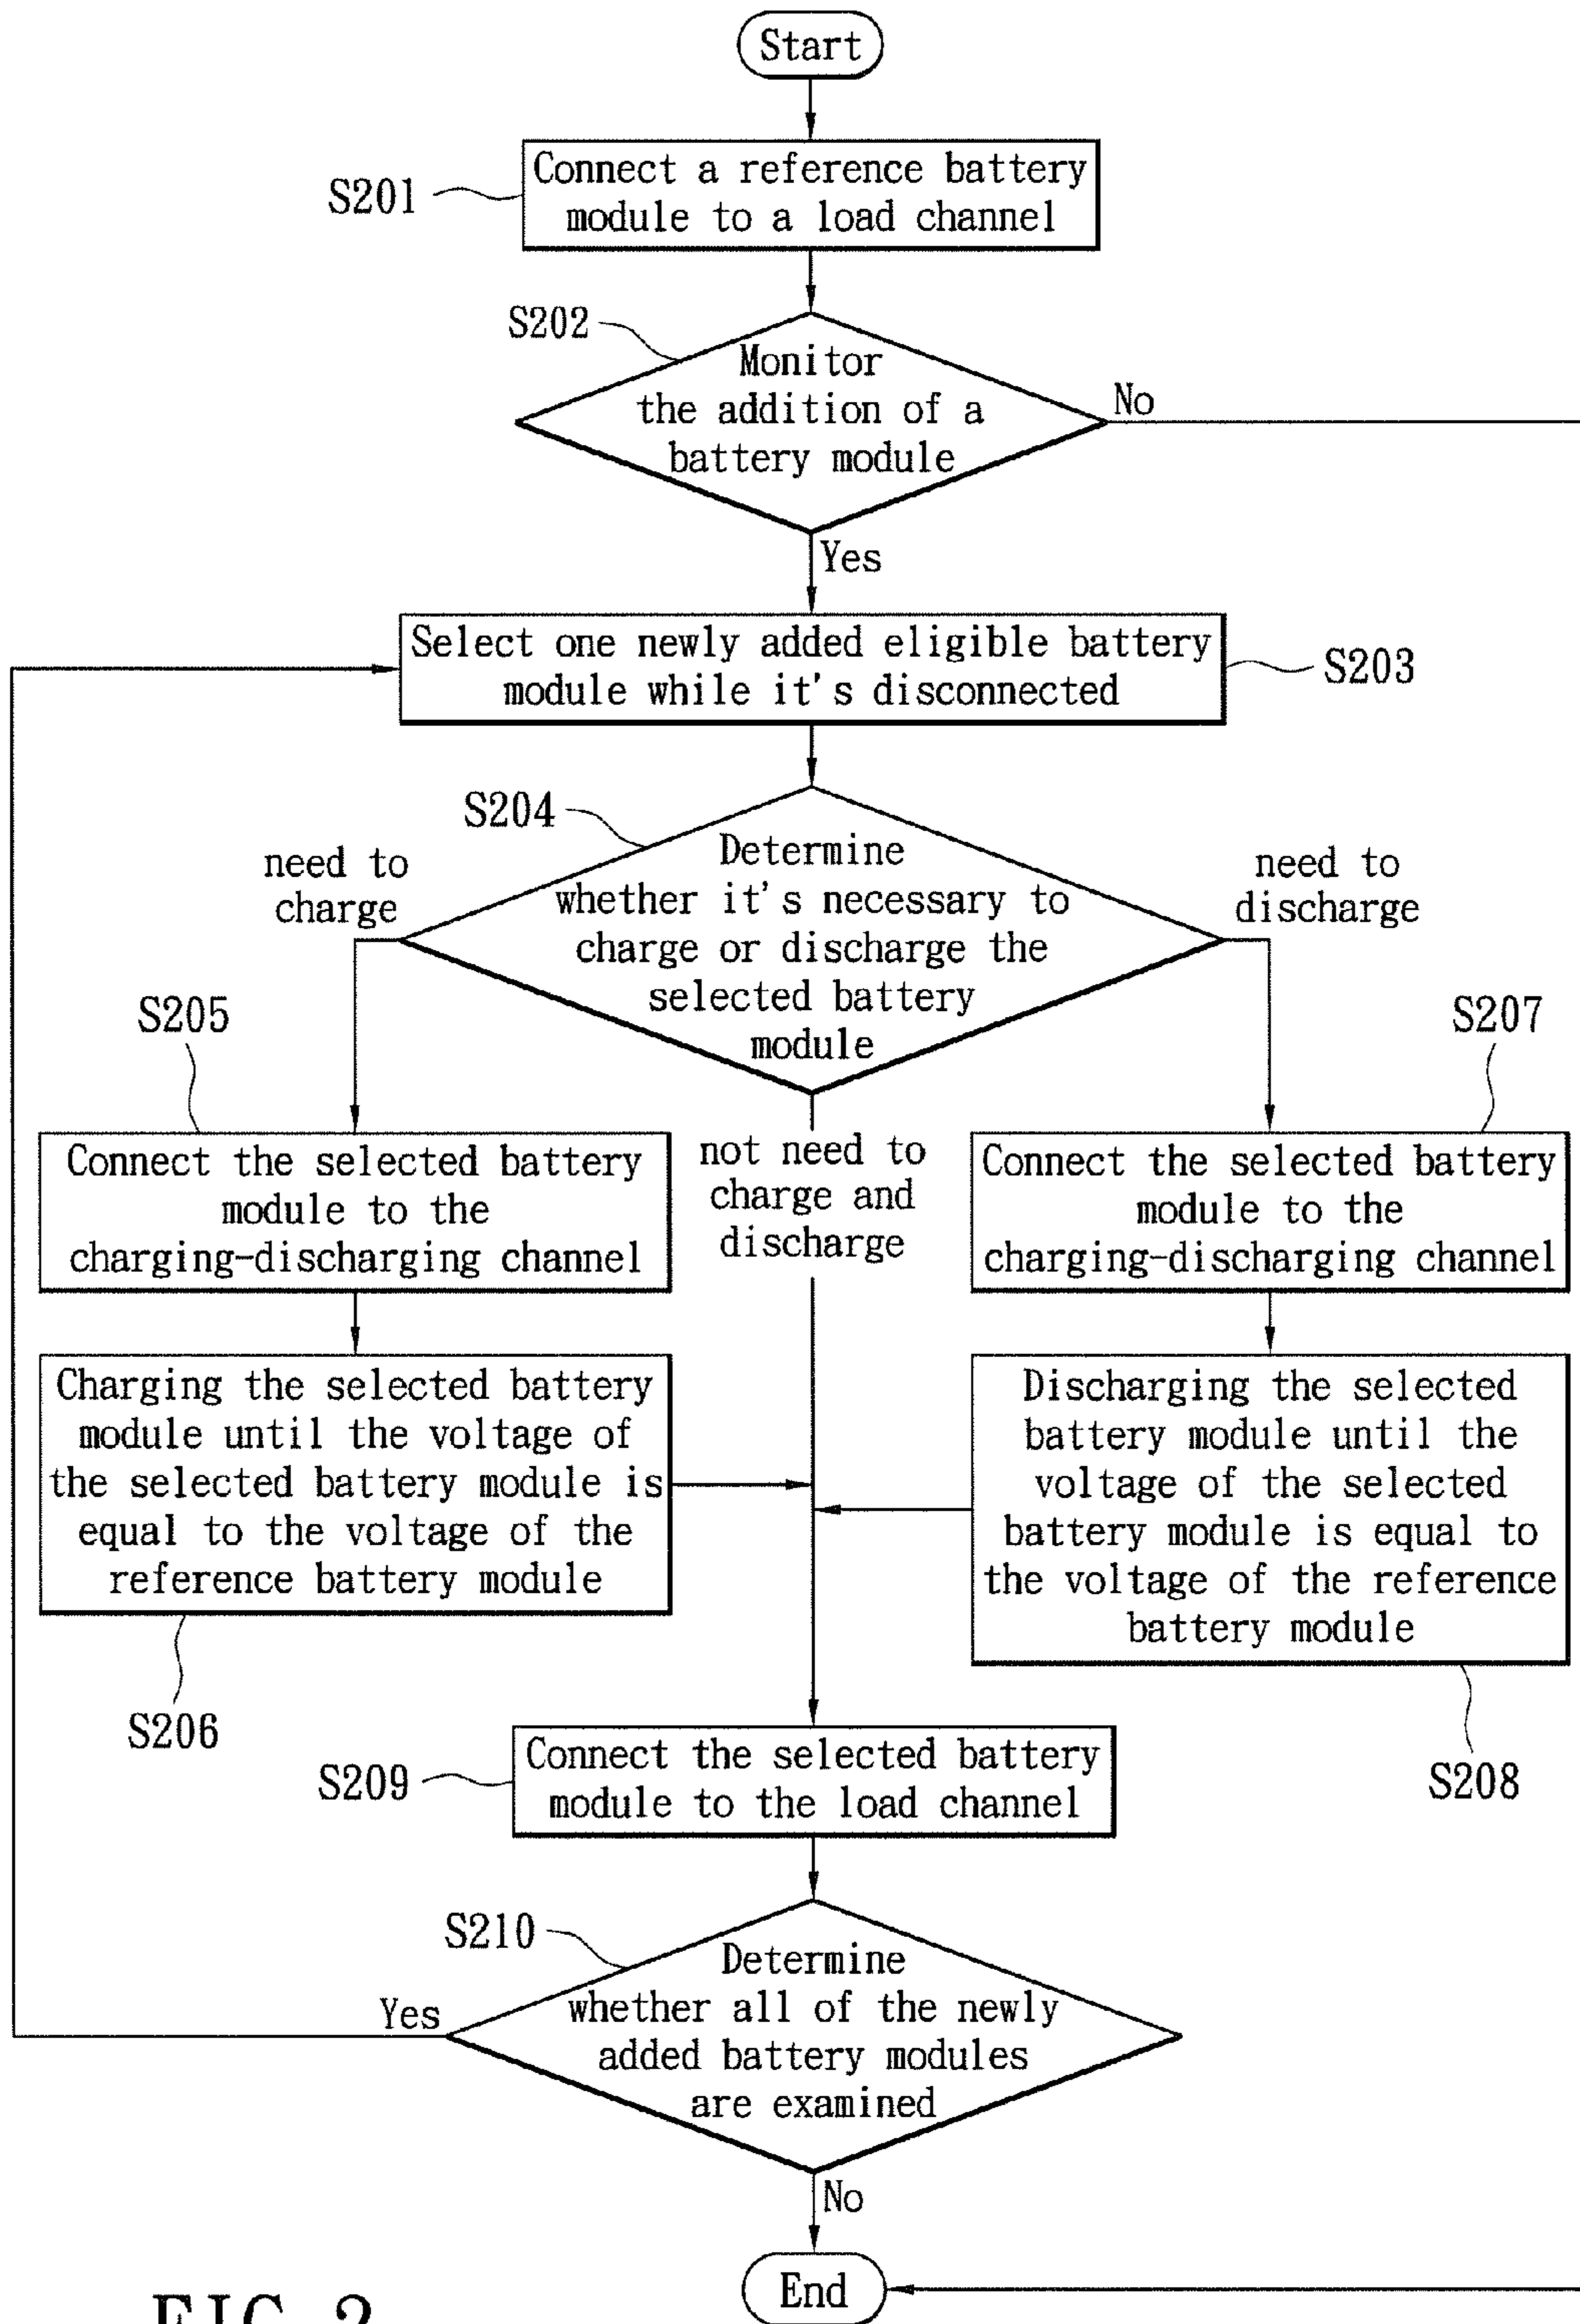 Start
S201
Connect a reference battery
module to a load channel
S202
Monitor
the addition of a
battery module
No
Yes
Select one newly added eligible battery
module while it's disconnected
S203
S204
Determine
whether it's necessary to
charge or discharge the
selected battery
module
need to
charge
need to
discharge
S205
S207
Connect the selected battery
module to the
charging-discharging channel
not need to
charge and
discharge
Connect the selected battery
module to the
charging-discharging channel
Charging the selected battery
module until the voltage of
the selected battery module is
equal to the voltage of the
reference battery module
Discharging the selected
battery module until the
voltage of the selected
battery module is equal to
the voltage of the reference
battery module
S206
S208
S209
Connect the selected battery
module to the load channel
S210
Determine
whether all of the newly
added battery modules
are examined
Yes
No
End
FIG. 2